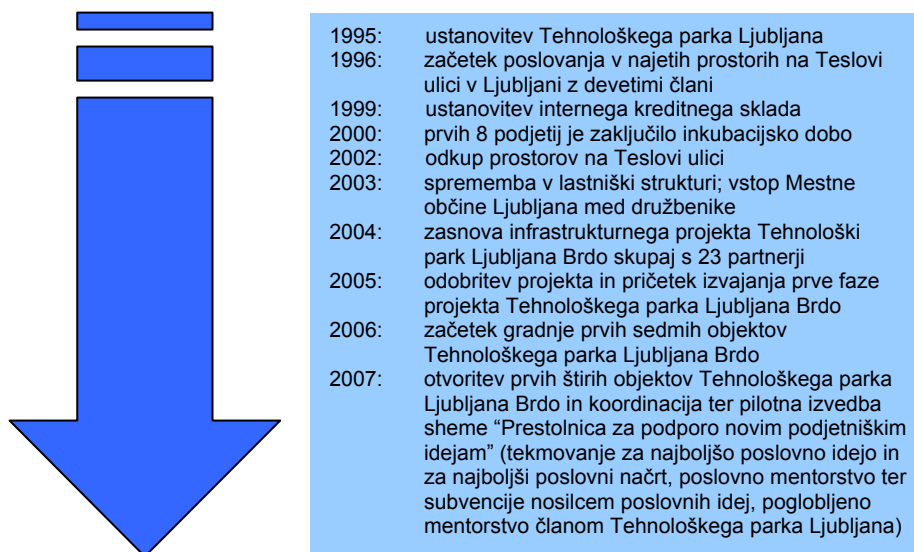 1995: ustanovitev Tehnološkega parka Ljubljana
1996: začetek poslovanja v najetih prostorih na Teslovi
ulici v Ljubljani z devetimi člani
1999: ustanovitev internega kreditnega sklada
2000: prvih 8 podjetij je zaključilo inkubacijsko dobo
2002: odkup prostorov na Teslovi ulici
2003: sprememba v lastniški strukturi; vstop Mestne
občine Ljubljana med družbenike
2004: zasnova infrastrukturnega projekta Tehnološki
park Ljubljana Brdo skupaj s 23 partnerji
2005: odobritev projekta in pričetek izvajanja prve faze
projekta Tehnološkega parka Ljubljana Brdo
2006: začetek gradnje prvih sedmih objektov
Tehnološkega parka Ljubljana Brdo
2007: otvoritev prvih štirih objektov Tehnološkega parka
Ljubljana Brdo in koordinacija ter pilotna izvedba
sheme “Prestolnica za podporo novim podjetniškim
idejam” (tekmovanje za najboljšo poslovno idejo in
za najboljši poslovni načrt, poslovno mentorstvo ter
subvencije nosilcem poslovnih idej, poglobljeno
mentorstvo članom Tehnološkega parka Ljubljana)